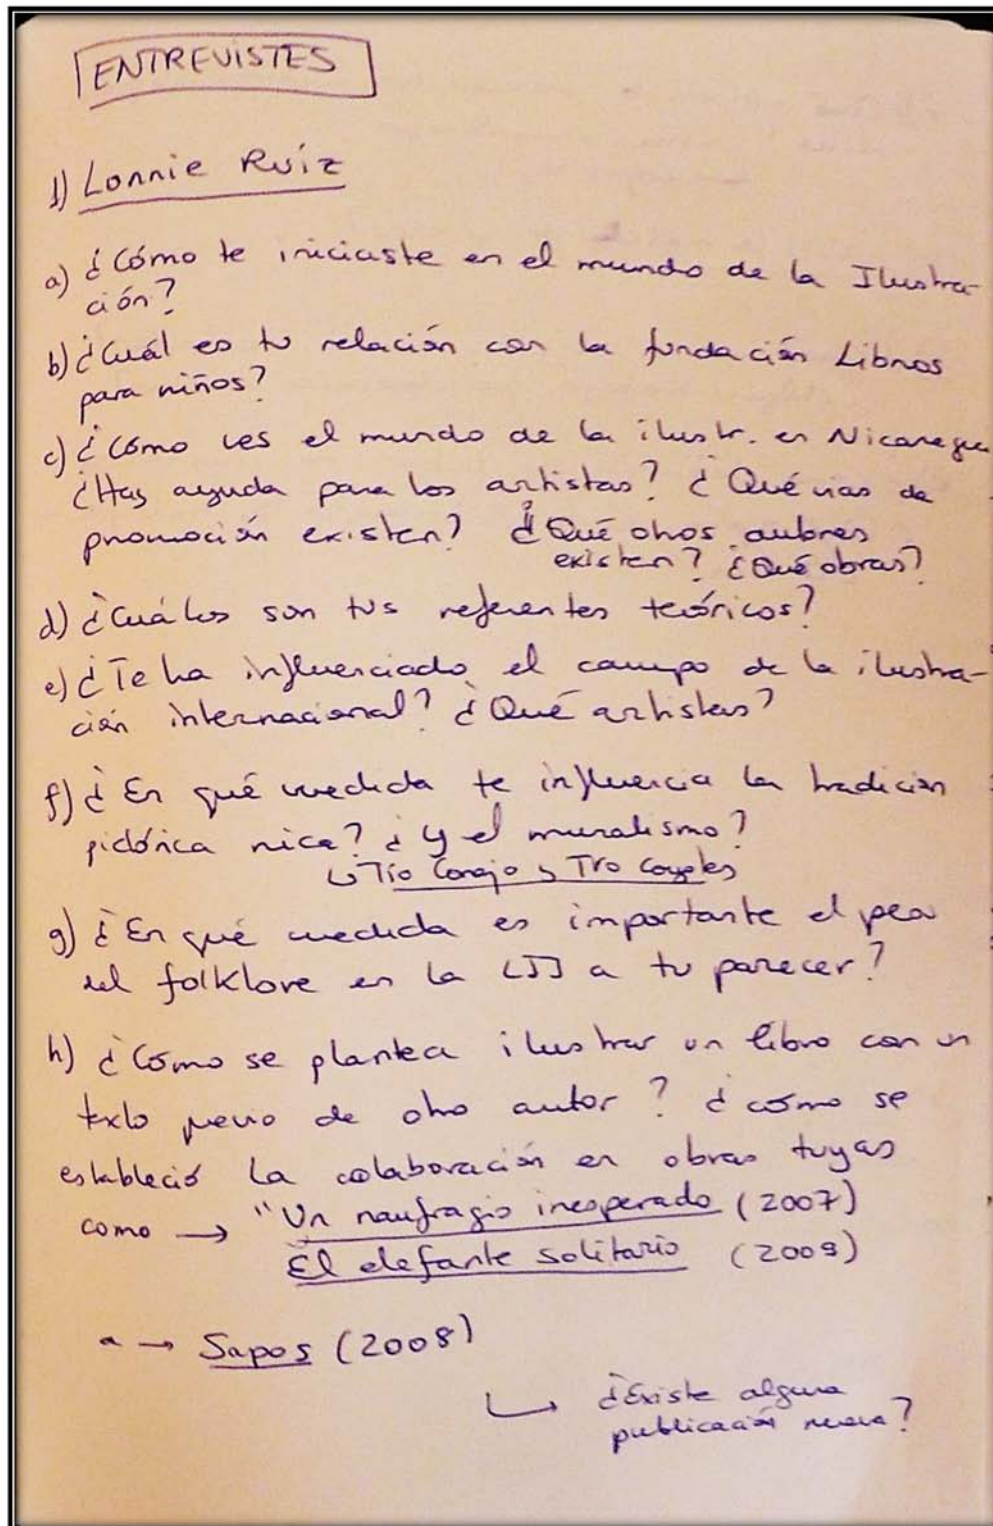 ENTREVISTES
1) Lonnie Ruíz
a) ¿Cómo te iniciaste en el mundo de la Ilustra-
ción?
b) ¿Cuál es tu relación con la fundación Libros
para niños?
c) ¿Cómo ves el mundo de la ilustr. en Nicaragua
¿Hay ayuda para los artistas? ¿Qué vías de
promoción existen? ¿Qué otros autores
existen? ¿Qué obras?
d) ¿Cuáles son tus referentes teóricos?
e) ¿Te ha influenciado el campo de la ilustra-
ción internacional? ¿Qué artistas?
f) ¿En qué medida te influencia la tradición
pictórica nica? ¿y el muralismo?
Tío Conejo y Tío Coyote
g) ¿En qué medida es importante el peso
del folklore en la LIJ a tu parecer?
h) ¿Cómo se plantea ilustrar un libro con un
texto de otro autor? ¿cómo se
estableció la colaboración en obras tuyas
como → "Un naufragio inesperado (2007)
El elefante solitario (2009)
→ Sapos (2008)
¿Existe alguna
publicación nueva?